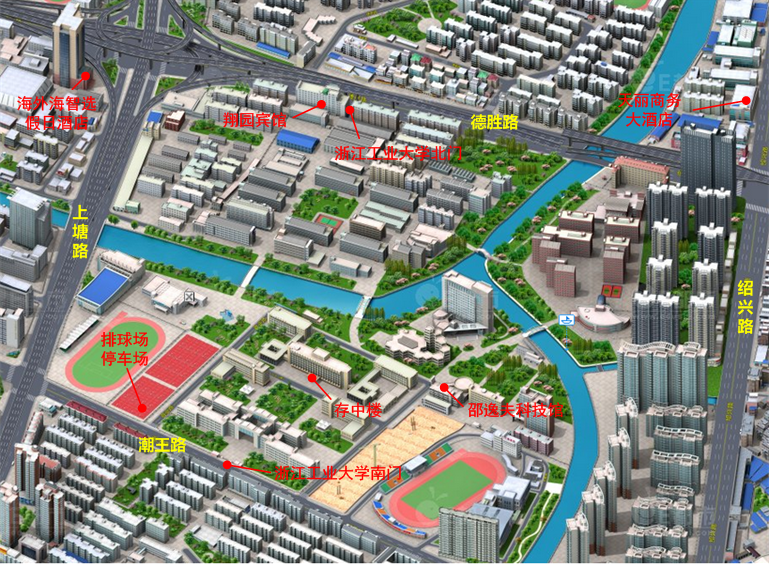 海外海智选
假日酒店
翔园宾馆
浙江工业大学北门
德胜路
天丽商务
大酒店
上塘路
绍兴路
排球场
停车场
存中楼
邵逸夫科技馆
潮王路
浙江工业大学南门